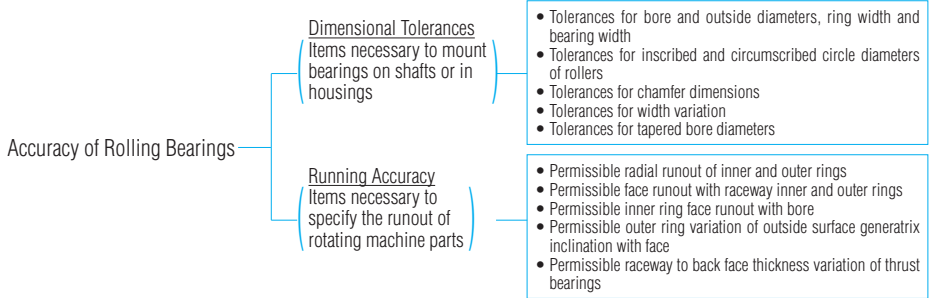 Accuracy of Rolling Bearings
Dimensional Tolerances
Items necessary to mount
bearings on shafts or in
housings
• Tolerances for bore and outside diameters, ring width and
bearing width
• Tolerances for inscribed and circumscribed circle diameters
of rollers
• Tolerances for chamfer dimensions
• Tolerances for width variation
• Tolerances for tapered bore diameters
Running Accuracy
Items necessary to
specify the runout of
rotating machine parts
• Permissible radial runout of inner and outer rings
• Permissible face runout with raceway inner and outer rings
• Permissible inner ring face runout with bore
• Permissible outer ring variation of outside surface generatrix
inclination with face
• Permissible raceway to back face thickness variation of thrust
bearings